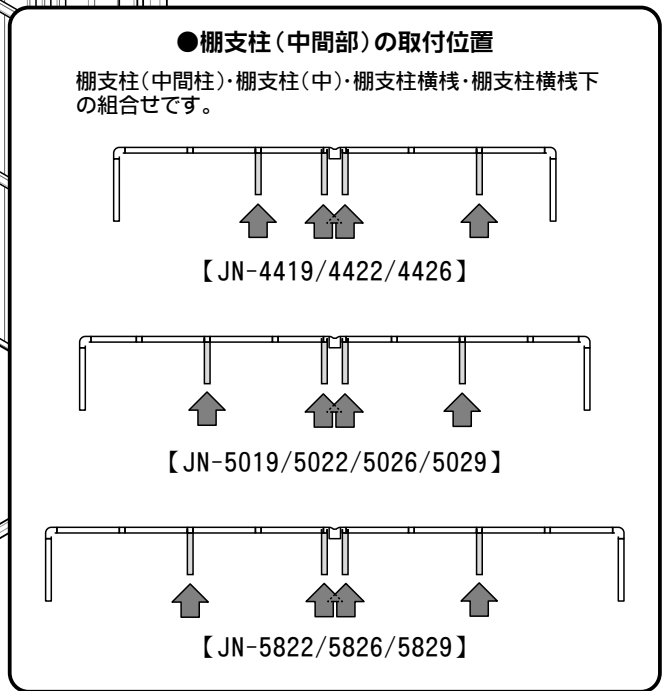 ●棚支柱(中間部)の取付位置
棚支柱(中間柱)・棚支柱(中)・棚支柱横桟・棚支柱横桟下
の組合せです。
【JN-4419/4422/4426】
【JN-5019/5022/5026/5029】
【JN-5822/5826/5829】